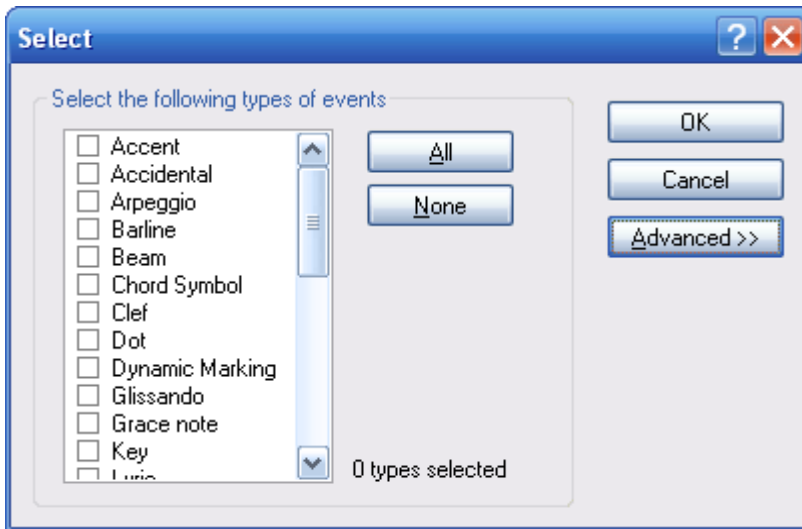 Select
Select the following types of events
Accent
Accidental
Arpeggio
Barline
Beam
Chord Symbol
Clef
Dot
Dynamic Marking
Glissando
Grace note
Key
All
None
0 types selected
OK
Cancel
Advanced >>